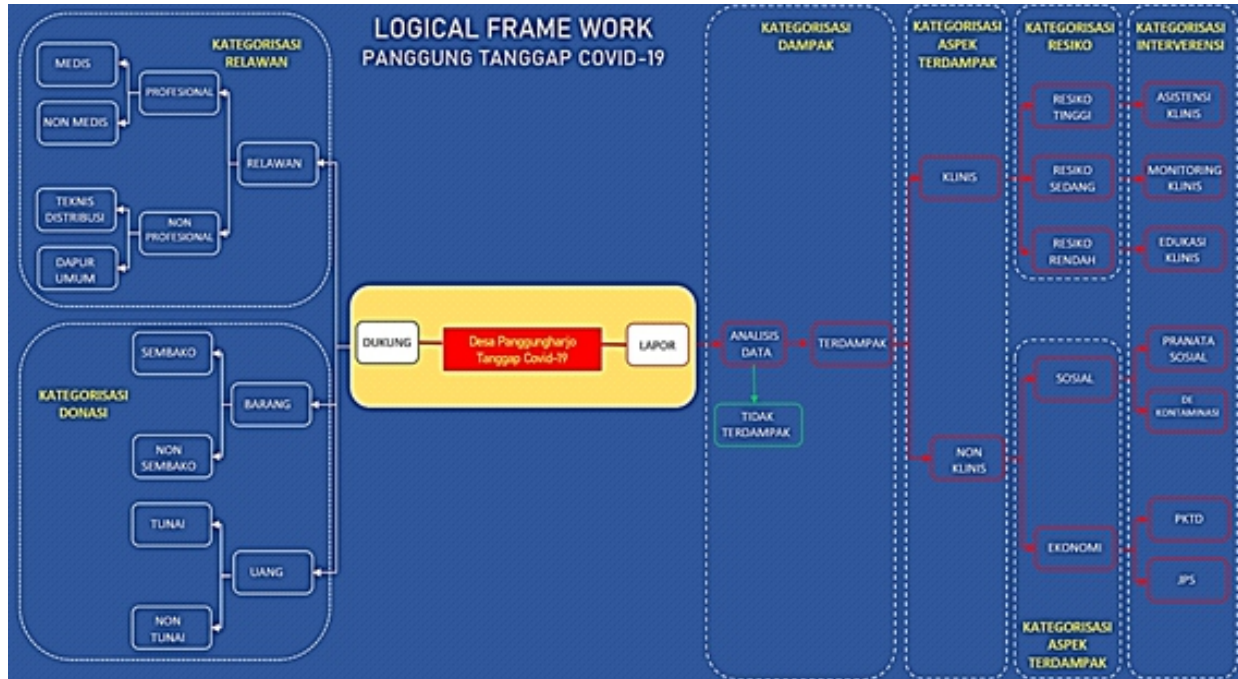 LOGICAL FRAME WORK
PANGGUNG TANGGAP COVID-19
KATEGORISASI
RELAWAN
MEDIS
NON MEDIS
PROFESIONAL
RELAWAN
TEKNIS
DISTRIBUSI
DAPUR
UMUM
NON
PROFESIONAL
KATEGORISASI
DONASI
SEMBAKO
NON
SEMBAKO
BARANG
TUNAI
NON
TUNAI
UANG
DUKUNG
Desa Panggungharjo
Tanggap Covid-19
LAPOR
KATEGORISASI
DAMPAK
ANALISIS
DATA
TERDAMPAK
TIDAK
TERDAMPAK
KATEGORISASI
ASPEK
TERDAMPAK
KLINIS
NON
KLINIS
KATEGORISASI
RESIKO
RESIKO
TINGGI
RESIKO
SEDANG
RESIKO
RENDAH
SOSIAL
EKONOMI
KATEGORISASI
ASPEK
TERDAMPAK
KATEGORISASI
INTERVERENSI
ASISTENSI
KLINIS
MONITORING
KLINIS
EDUKASI
KLINIS
PRANATA
SOSIAL
DE
KONTAMINASI
PKTD
JPS